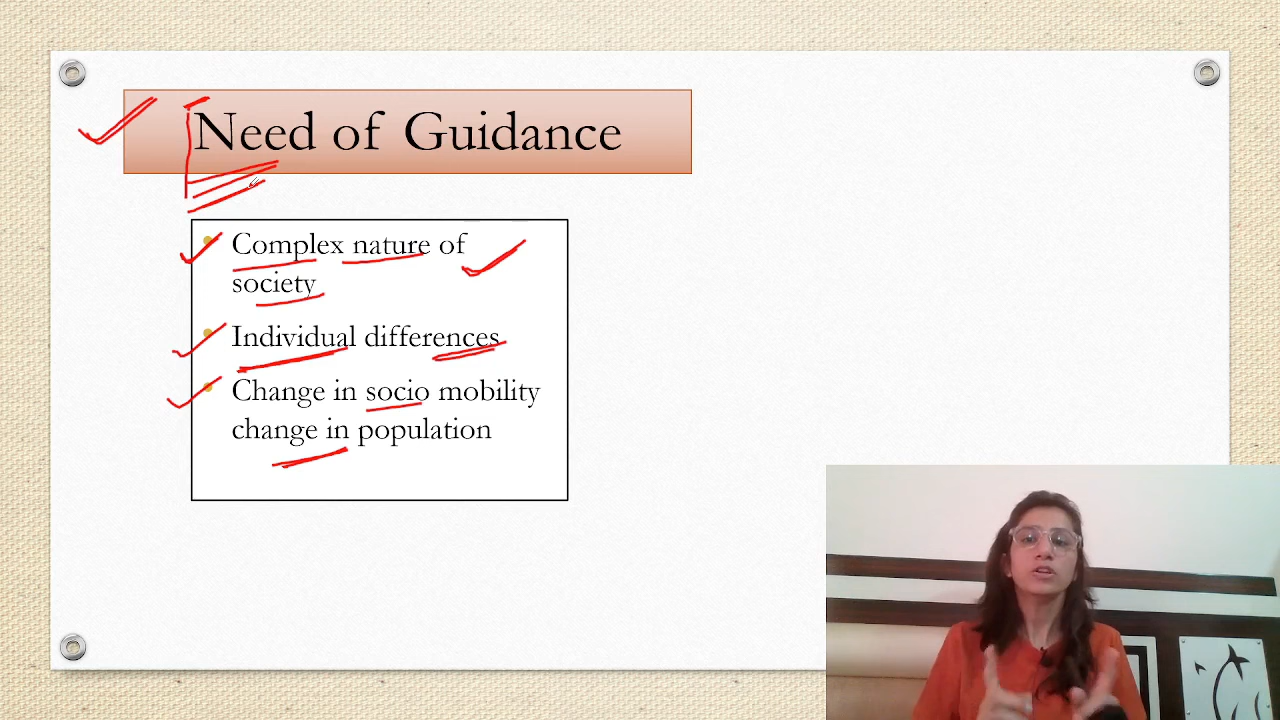 Need of Guidance
Complex nature of
society
Individual differences
Change in socio mobility
change in population